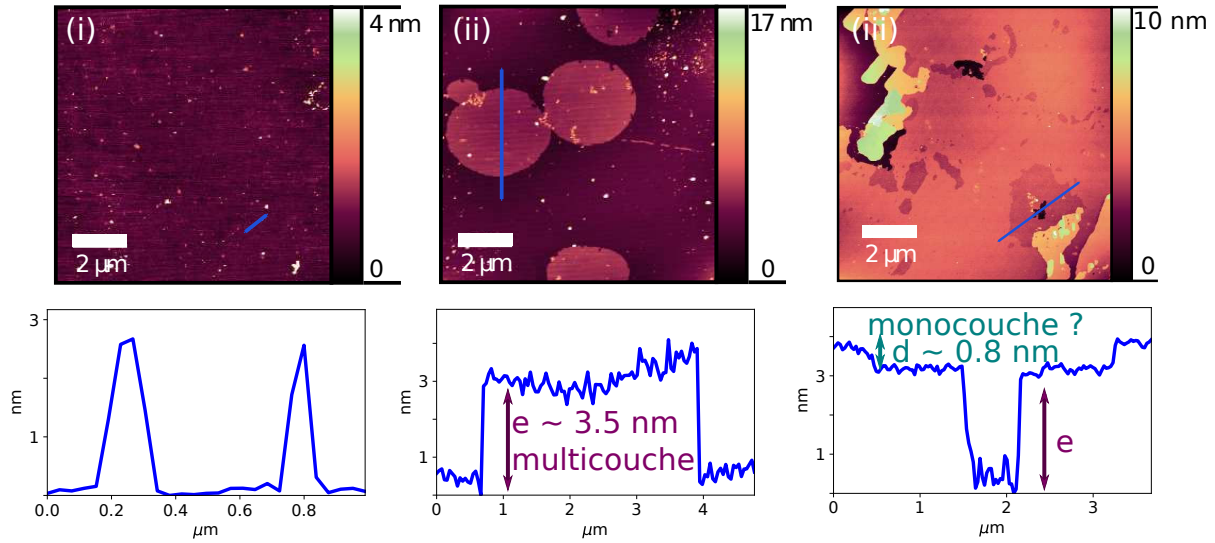 (i)
4 nm
2 μm
0
(ii)
17 nm
2 μm
0
(iii)
10 nm
2 μm
0
3
1
nm
0.0 0.2 0.4 0.6 0.8
μm
3
1
nm
e ~ 3.5 nm
multicouche
0 1 2 3 4
μm
3
1
nm
monocouche ?
d ~ 0.8 nm
e
0 1 2 3
μm